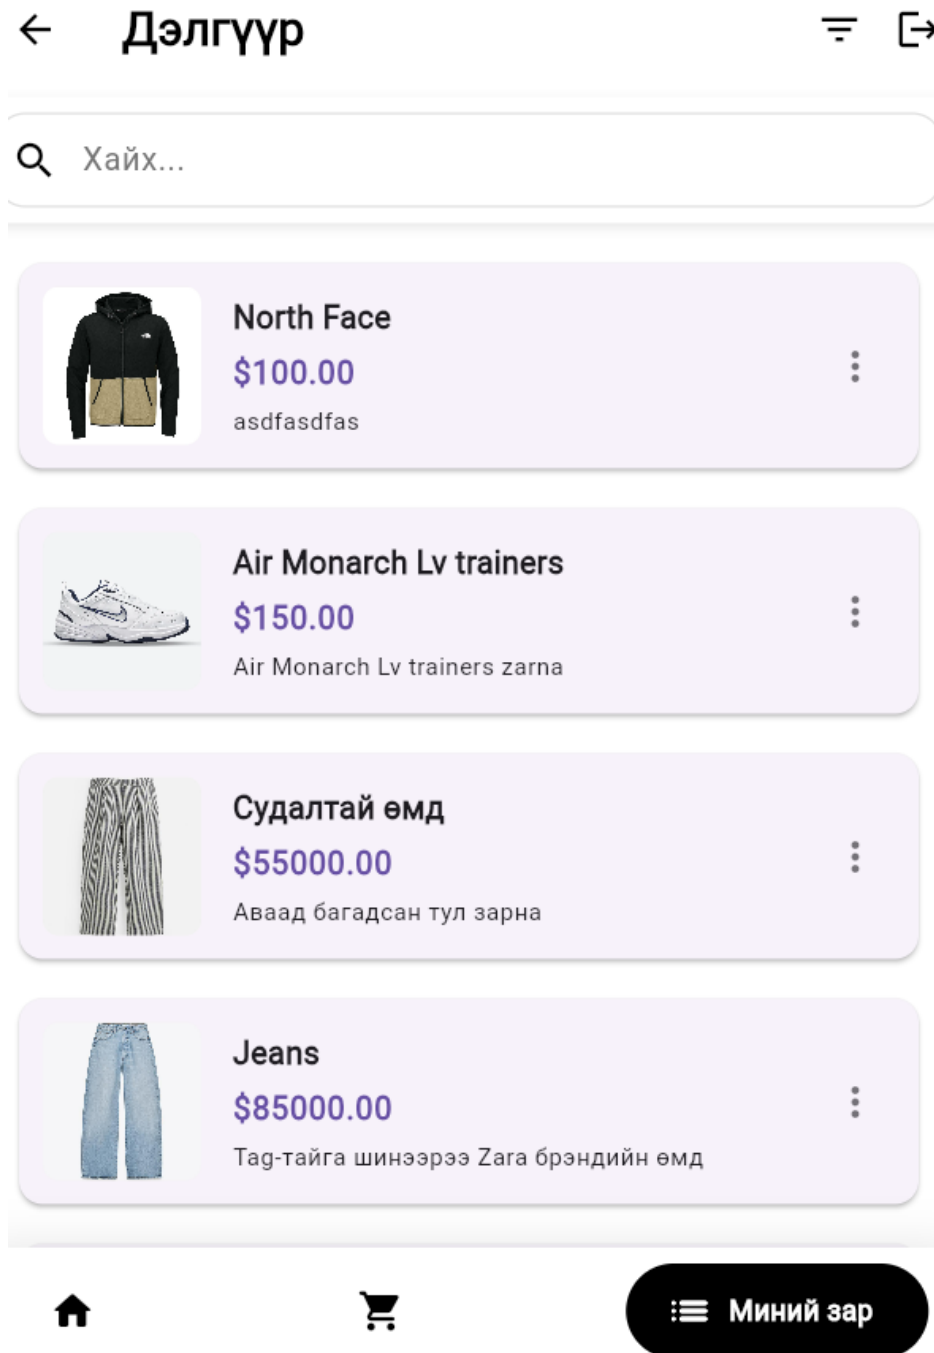 Дэлгүүр
Хайх...
North Face
$100.00
asdfasdfas
Air Monarch Lv trainers
$150.00
Air Monarch Lv trainers zarna
Судалтай өмд
$55000.00
Аваад багадсан тул зарна
Jeans
$85000.00
Tag-тайга шинээрээ Zara брэндийн өмд
Миний зар